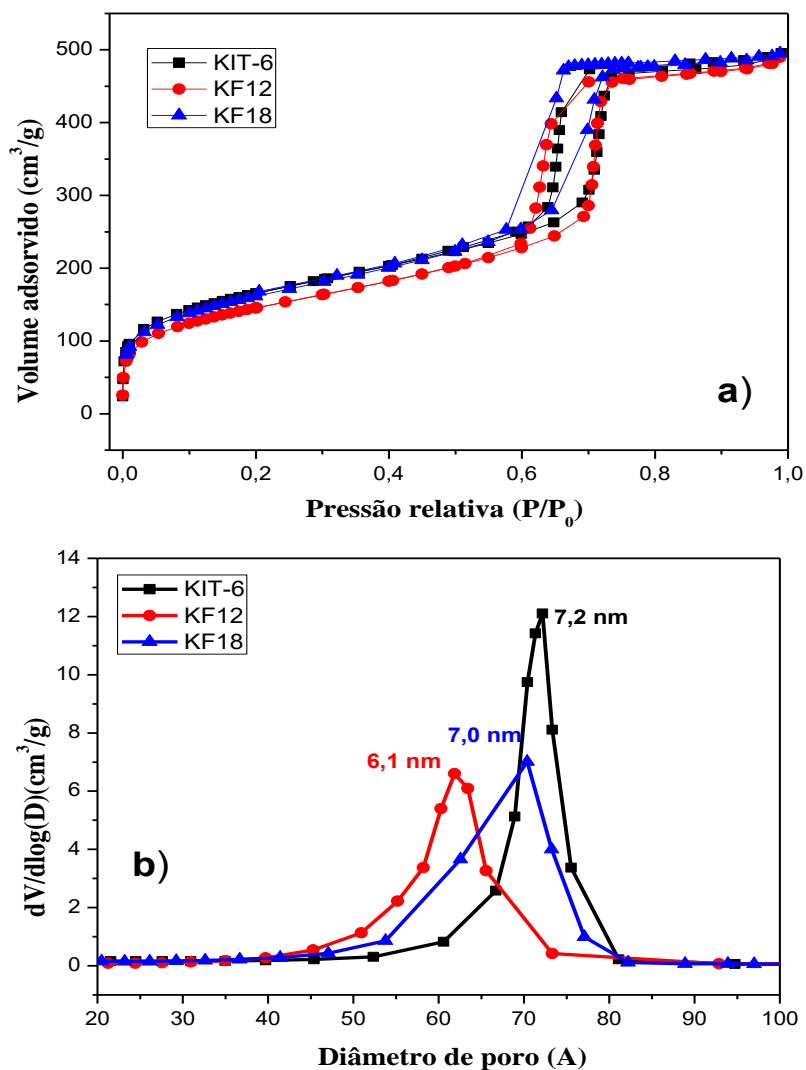 500
400
300
200
100
0
Volume adsorvido (cm³/g)
KIT-6
KF12
KF18
a)
0,0 0,2 0,4 0,6 0,8 1,0
Pressão relativa (P/P₀)
14
12
10
8
6
4
2
0
dV/dlog(D)(cm³/g)
KIT-6
KF12
KF18
7,2 nm
7,0 nm
6,1 nm
b)
20 30 40 50 60 70 80 90 100
Diâmetro de poro (A)